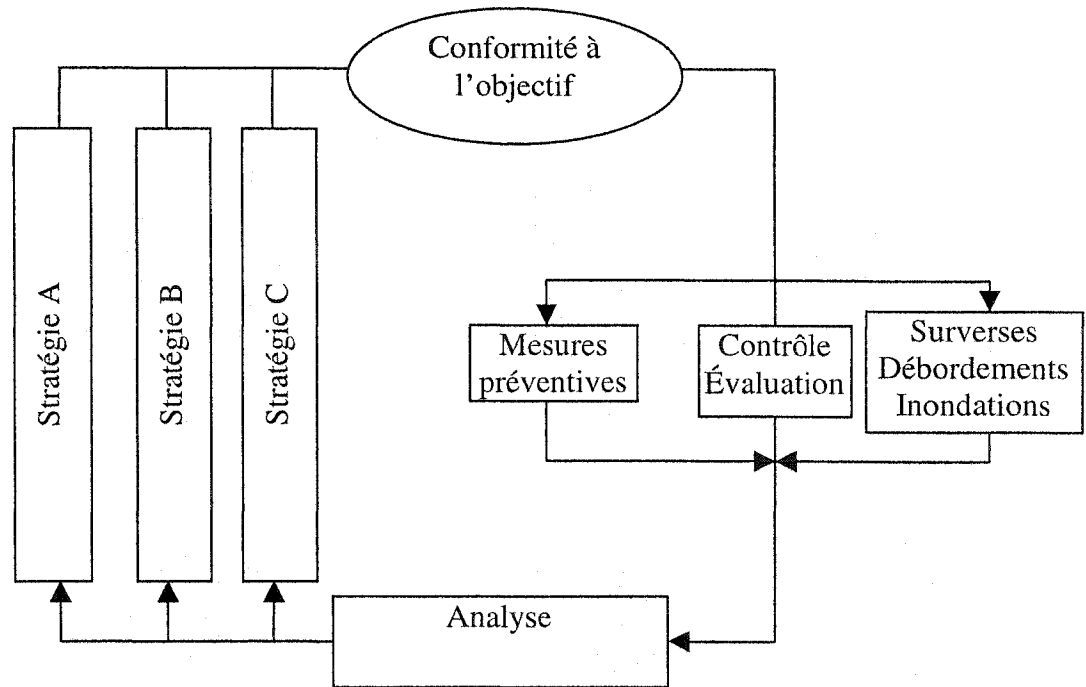 Conformité à
l'objectif
Stratégie A
Stratégie B
Stratégie C
Mesures
préventives
Contrôle
Évaluation
Surverses
Débordements
Inondations
Analyse